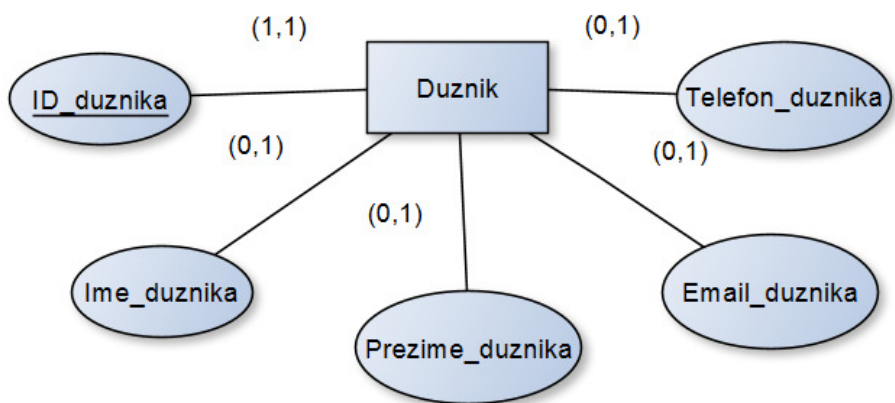 (1,1)
(0,1)
Duznik
ID_duznika
Telefon_duznika
(0,1)
(0,1)
(0,1)
Ime_duznika
Email_duznika
Prezime_duznika